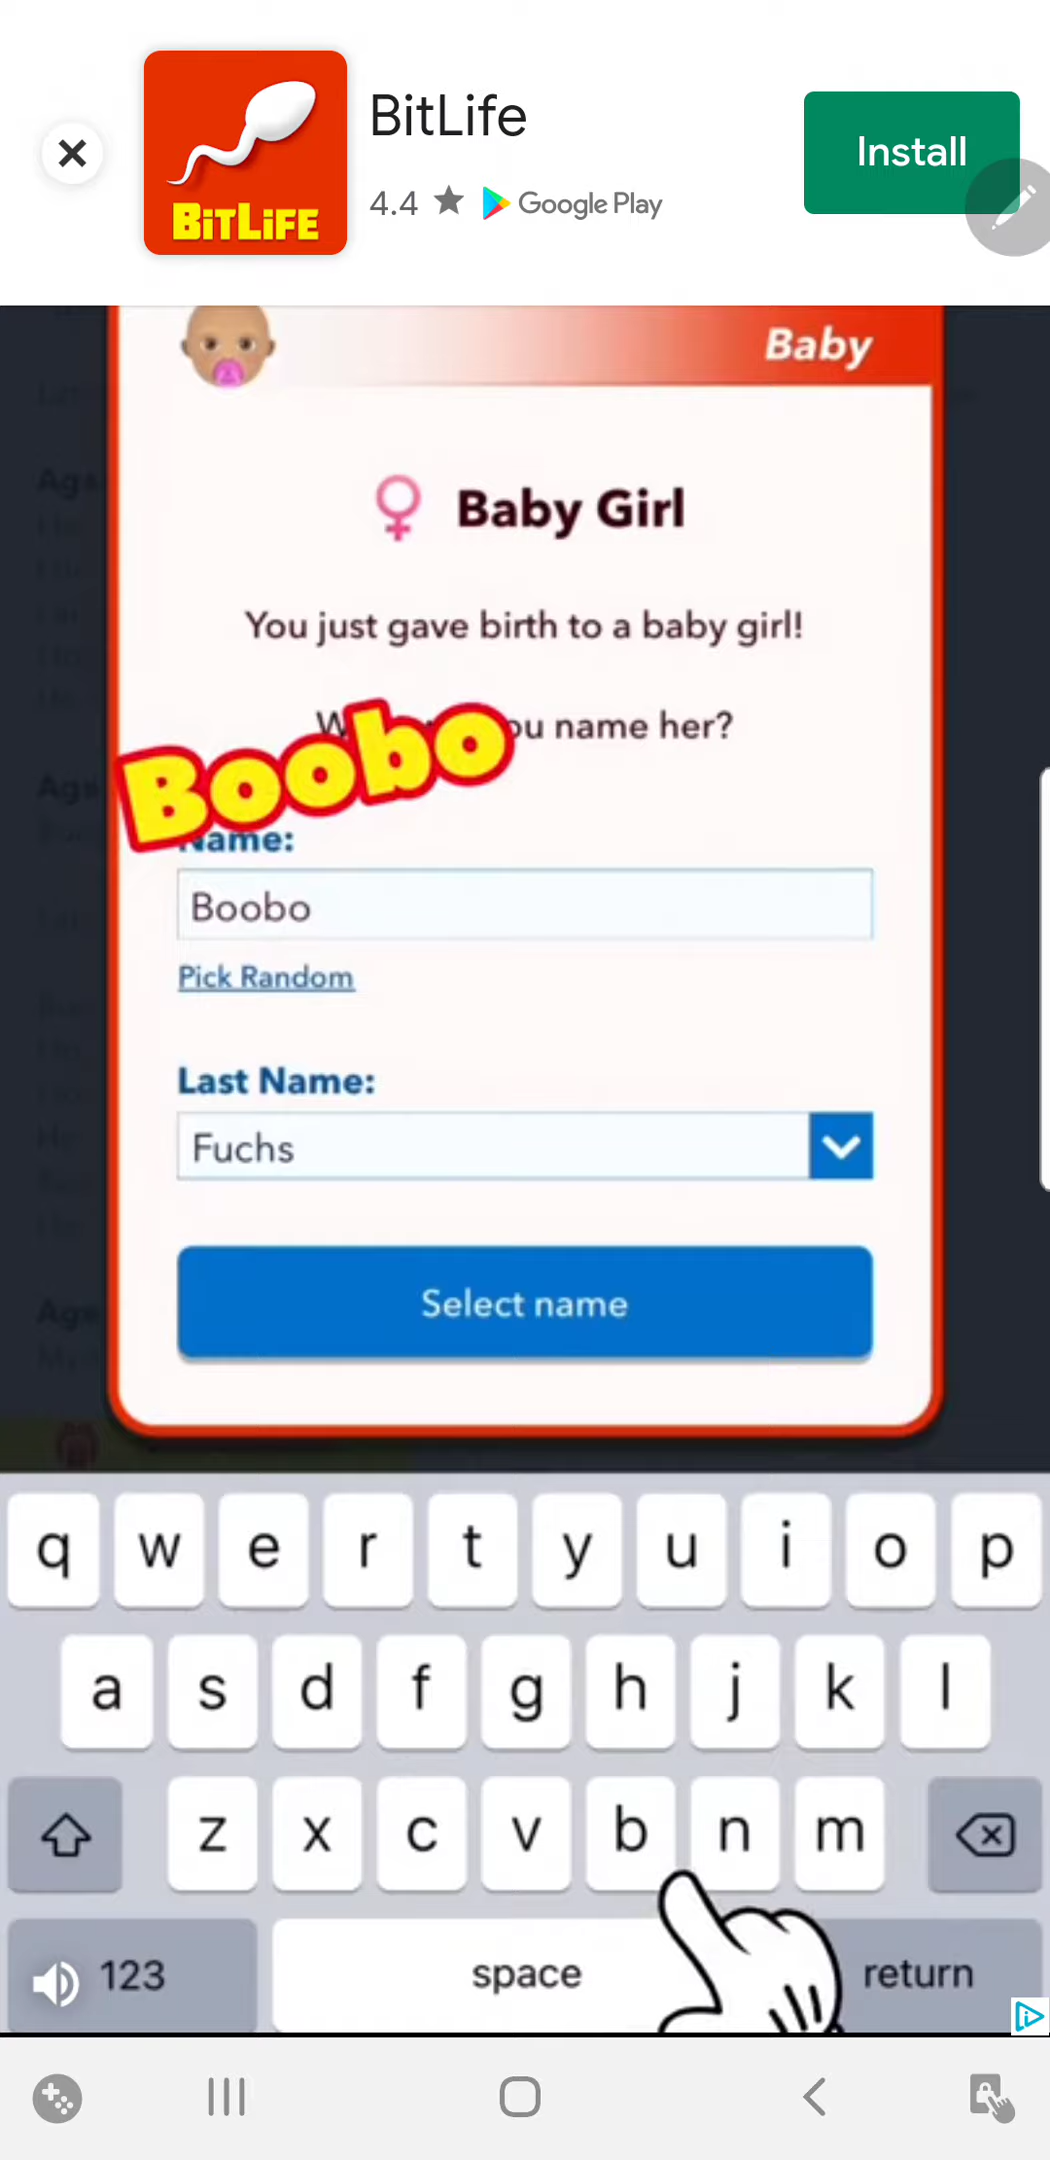 BitLife
BiTLiFE
4.4
Google Play
Install
Baby
Baby Girl
You just gave birth to a baby girl!
you name her?
Boobo
Name:
Boobo
Pick Random
Last Name:
Fuchs
Select name
q w e r t y u i o p
a s d f g h j k l
z x c v b n m
123 space return